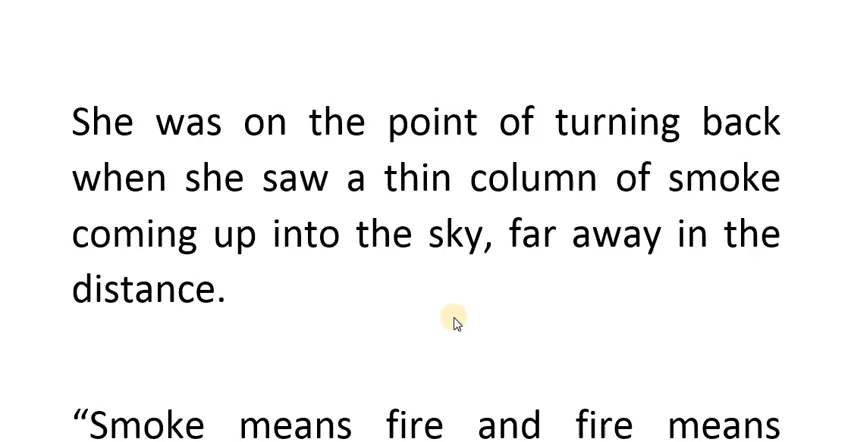 She was on the point of turning back
when she saw a thin column of smoke
coming up into the sky, far away in the
distance.
“Smoke means fire and fire means